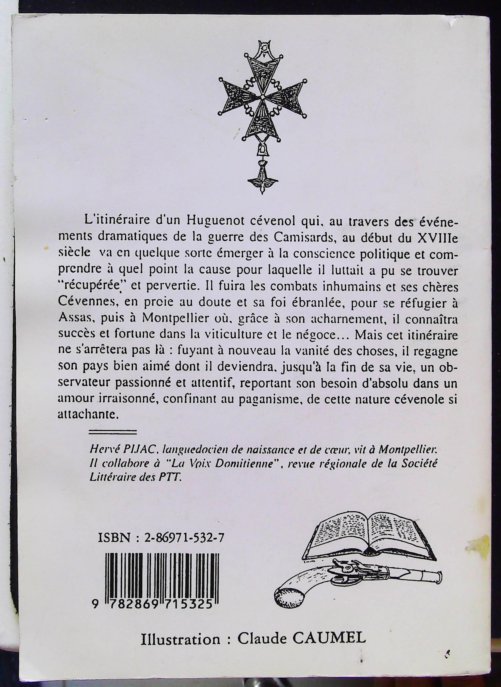 L'itinéraire d'un Huguenot cévenol qui, au travers des événe-
ments dramatiques de la guerre des Camisards, au début du XVIIIe
siècle va en quelque sorte émerger à la conscience politique et com-
prendre à quel point la cause pour laquelle il luttait a pu se trouver
"récupérée" et pervertie. Il fuira les combats inhumains et ses chères
Cévennes, en proie au doute et sa foi ébranlée, pour se réfugier à
Assas, puis à Montpellier où, grâce à son acharnement, il connaîtra
succès et fortune dans la viticulture et le négoce... Mais cet itinéraire
ne s'arrêtera pas là : fuyant à nouveau la vanité des choses, il regagne
son pays bien aimé dont il deviendra, jusqu'à la fin de sa vie, un ob-
servateur passionné et attentif, reportant son besoin d'absolu dans un
amour irraisonné, confinant au paganisme, de cette nature cévenole si
attachante.
Hervé PIJAC, languedocien de naissance et de cœur, vit à Montpellier.
Il collabore à "La Voix Domitienne", revue régionale de la Société
Littéraire des PTT.
ISBN : 2-86971-532-7
9 782869 715325
Illustration : Claude CAUMEL